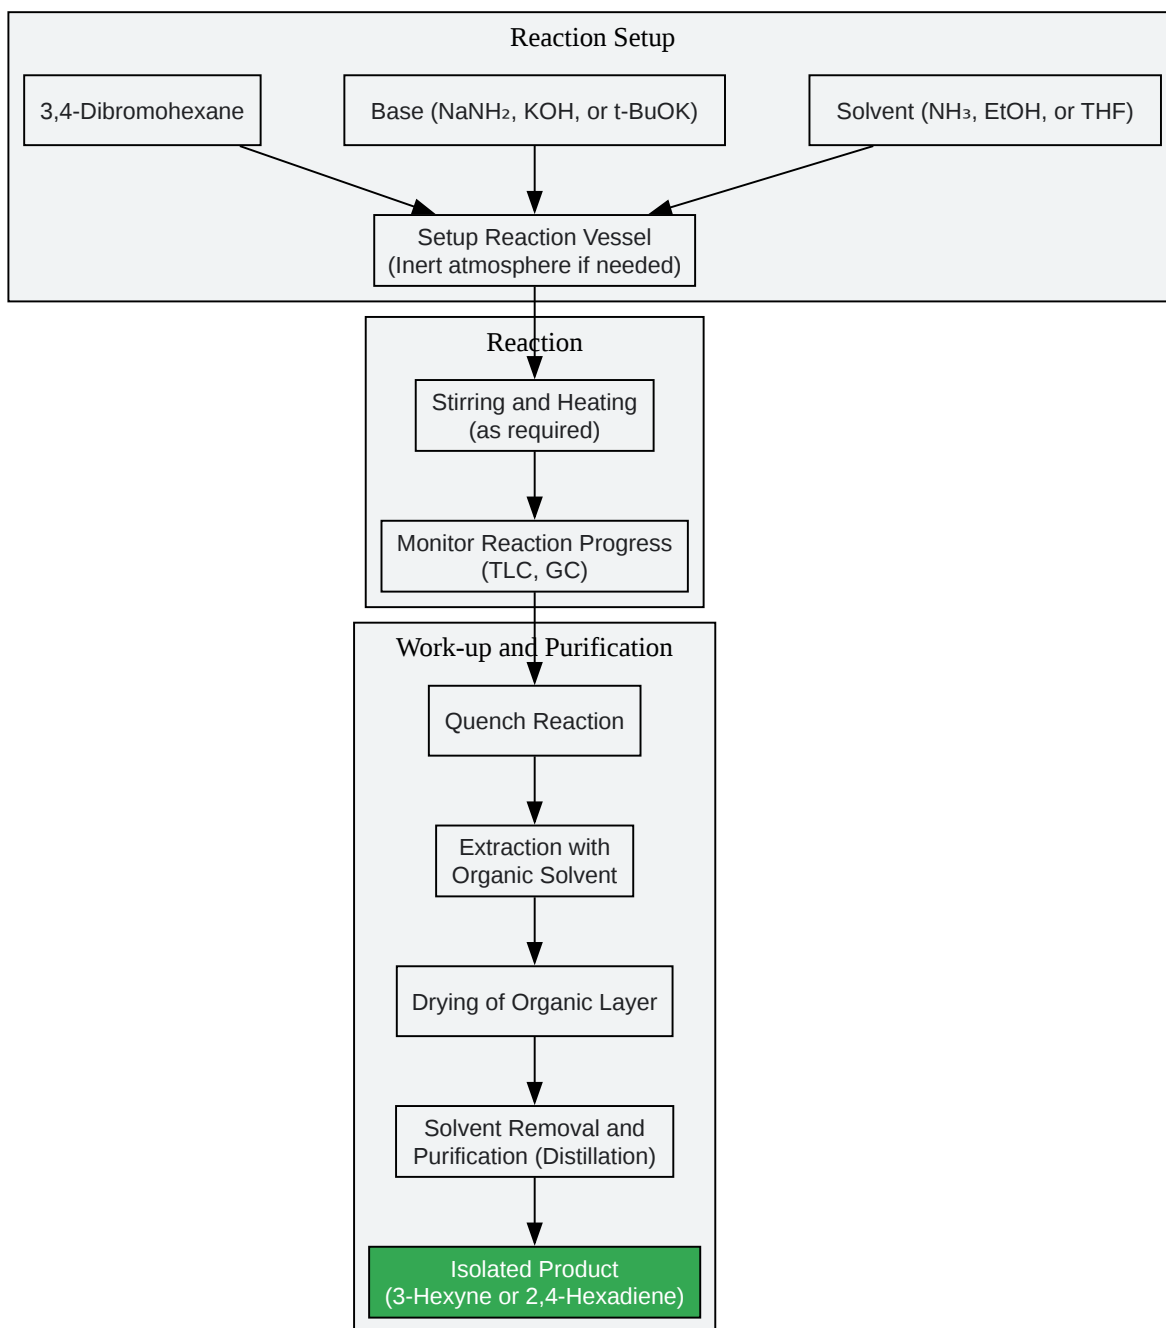 Reaction Setup
3,4-Dibromohexane
Base (NaNH₂, KOH, or t-BuOK)
Solvent (NH₃, EtOH, or THF)
Setup Reaction Vessel
(Inert atmosphere if needed)
Reaction
Stirring and Heating
(as required)
Monitor Reaction Progress
(TLC, GC)
Work-up and Purification
Quench Reaction
Extraction with
Organic Solvent
Drying of Organic Layer
Solvent Removal and
Purification (Distillation)
Isolated Product
(3-Hexyne or 2,4-Hexadiene)